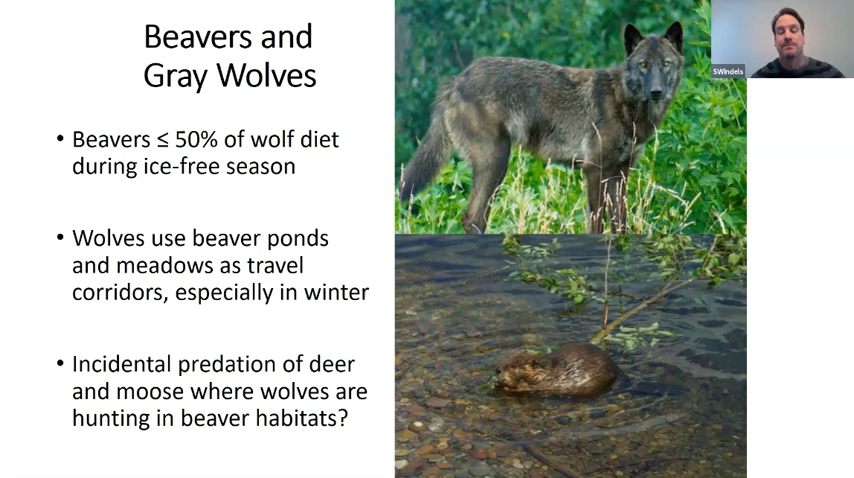 Beavers and
Gray Wolves
SWindels
• Beavers ≤ 50% of wolf diet
during ice-free season
• Wolves use beaver ponds
and meadows as travel
corridors, especially in winter
• Incidental predation of deer
and moose where wolves are
hunting in beaver habitats?